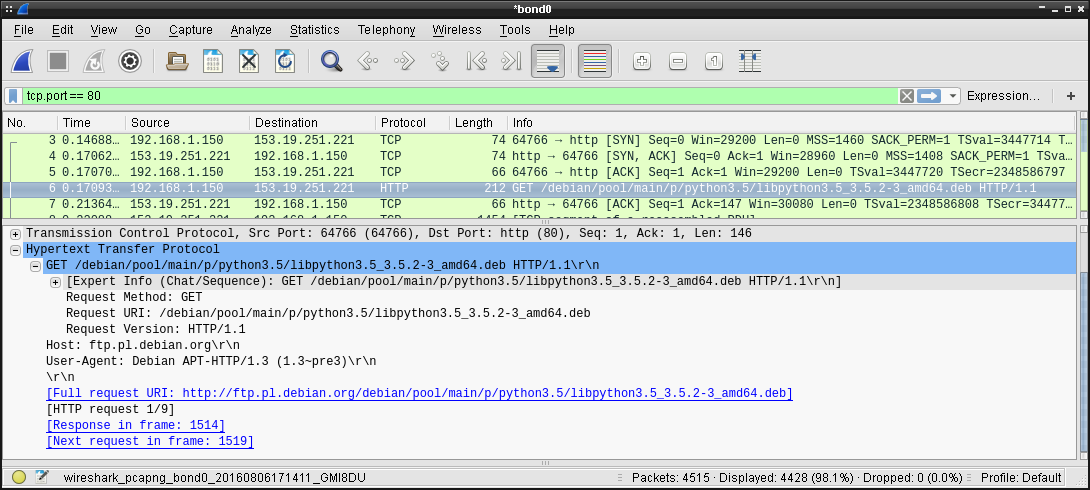 *bond0
File Edit View Go Capture Analyze Statistics Telephony Wireless Tools Help
tcp.port == 80 Expression… +
No. Time Source Destination Protocol Length Info
3 0.14688… 192.168.1.150 153.19.251.221 TCP 74 64766 → http [SYN] Seq=0 Win=29200 Len=0 MSS=1460 SACK_PERM=1 TSval=3447714 T…
4 0.17062… 153.19.251.221 192.168.1.150 TCP 74 http → 64766 [SYN, ACK] Seq=0 Ack=1 Win=28960 Len=0 MSS=1408 SACK_PERM=1 TSva…
5 0.17070… 192.168.1.150 153.19.251.221 TCP 66 64766 → http [ACK] Seq=1 Ack=1 Win=29200 Len=0 TSval=3447720 TSecr=2348586797
6 0.17093… 192.168.1.150 153.19.251.221 HTTP 212 GET /debian/pool/main/p/python3.5/libpython3.5_3.5.2-3_amd64.deb HTTP/1.1
7 0.21364… 153.19.251.221 192.168.1.150 TCP 66 http → 64766 [ACK] Seq=1 Ack=147 Win=30080 Len=0 TSval=2348586808 TSecr=34477…
Transmission Control Protocol, Src Port: 64766 (64766), Dst Port: http (80), Seq: 1, Ack: 1, Len: 146
Hypertext Transfer Protocol
GET /debian/pool/main/p/python3.5/libpython3.5_3.5.2-3_amd64.deb HTTP/1.1\r\n
[Expert Info (Chat/Sequence): GET /debian/pool/main/p/python3.5/libpython3.5_3.5.2-3_amd64.deb HTTP/1.1\r\n]
Request Method: GET
Request URI: /debian/pool/main/p/python3.5/libpython3.5_3.5.2-3_amd64.deb
Request Version: HTTP/1.1
Host: ftp.pl.debian.org\r\n
User-Agent: Debian APT-HTTP/1.3 (1.3~pre3)\r\n
\r\n
[Full request URI: http://ftp.pl.debian.org/debian/pool/main/p/python3.5/libpython3.5_3.5.2-3_amd64.deb]
[HTTP request 1/9]
[Response in frame: 1514]
[Next request in frame: 1519]
wireshark_pcapng_bond0_20160806171411_GMI8DU Packets: 4515 · Displayed: 4428 (98.1%) · Dropped: 0 (0.0%) Profile: Default